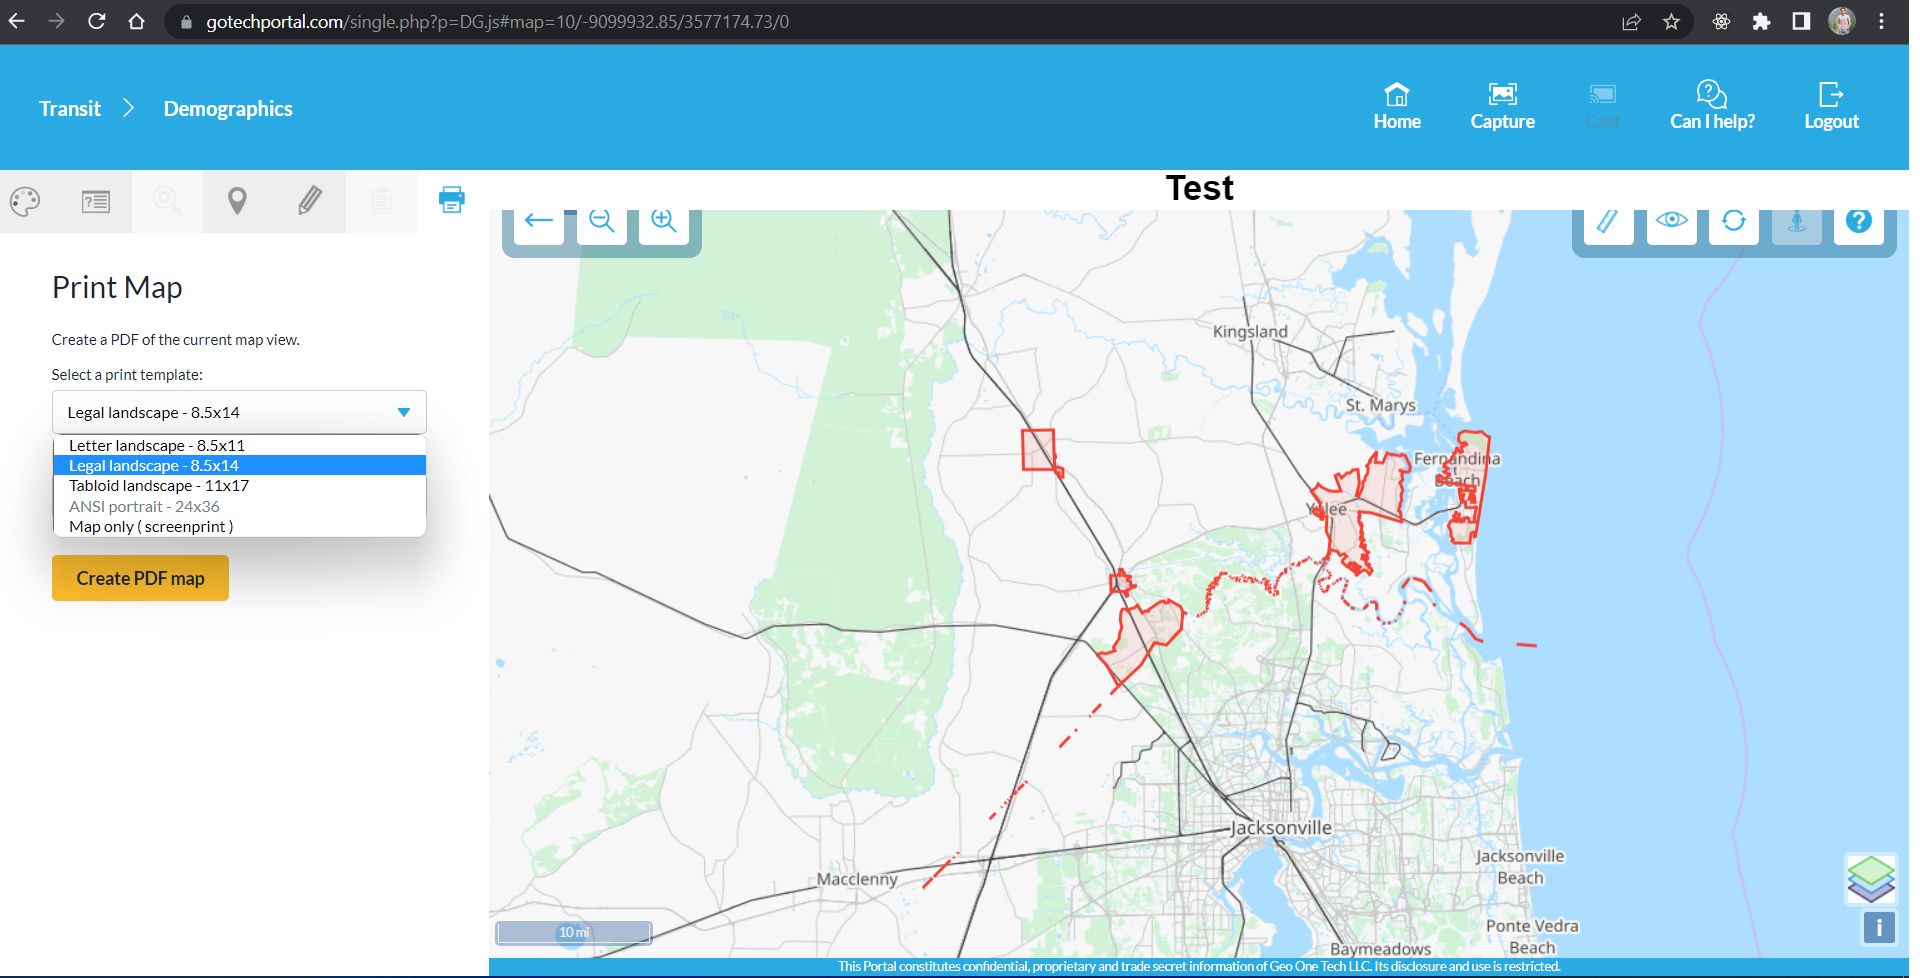 gotechportal.com/single.php?p=DG.js#map=10/-9099932.85/3577174.73/0
Transit
Demographics
Home
Capture
Cast
Can I help?
Logout
Test
Print Map
Create a PDF of the current map view.
Select a print template:
Legal landscape - 8.5x14
Letter landscape - 8.5x11
Legal landscape - 8.5x14
Tabloid landscape - 11x17
ANSI portrait - 24x36
Map only ( screenprint )
Create PDF map
Kingsland
St. Marys
Fernandina
Beach
Yulee
Jacksonville
Macclenny
Jacksonville
Beach
Ponte Vedra
Beach
Baymeadows
10 mi
i
This Portal constitutes confidential, proprietary and trade secret information of Geo One Tech LLC. Its disclosure and use is restricted.